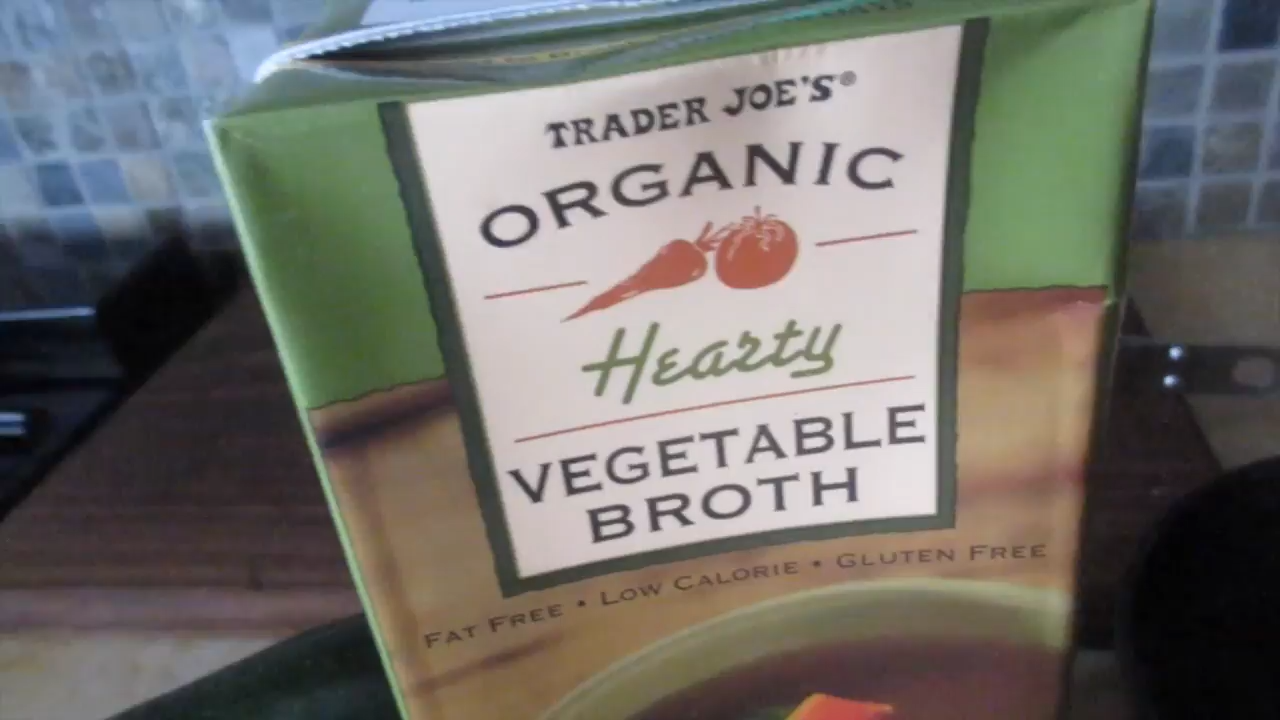 TRADER JOE'S®
ORGANIC
Hearty
VEGETABLE
BROTH
FAT FREE • LOW CALORIE • GLUTEN FREE